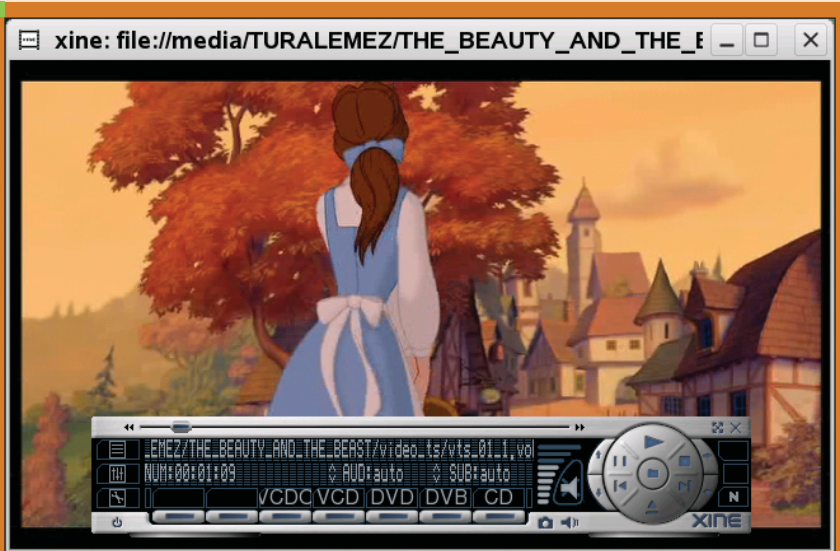 xine: file://media/TURALEMEZ/THE_BEAUTY_AND_THE_
_EMEZ/THE_BEAUTY_AND_THE_BEAST/video_ts/vts_01_1.vo
NUM:00:01:09 AUD:auto SUB:auto
VCDO VCD DVD DVB CD
N
XINE